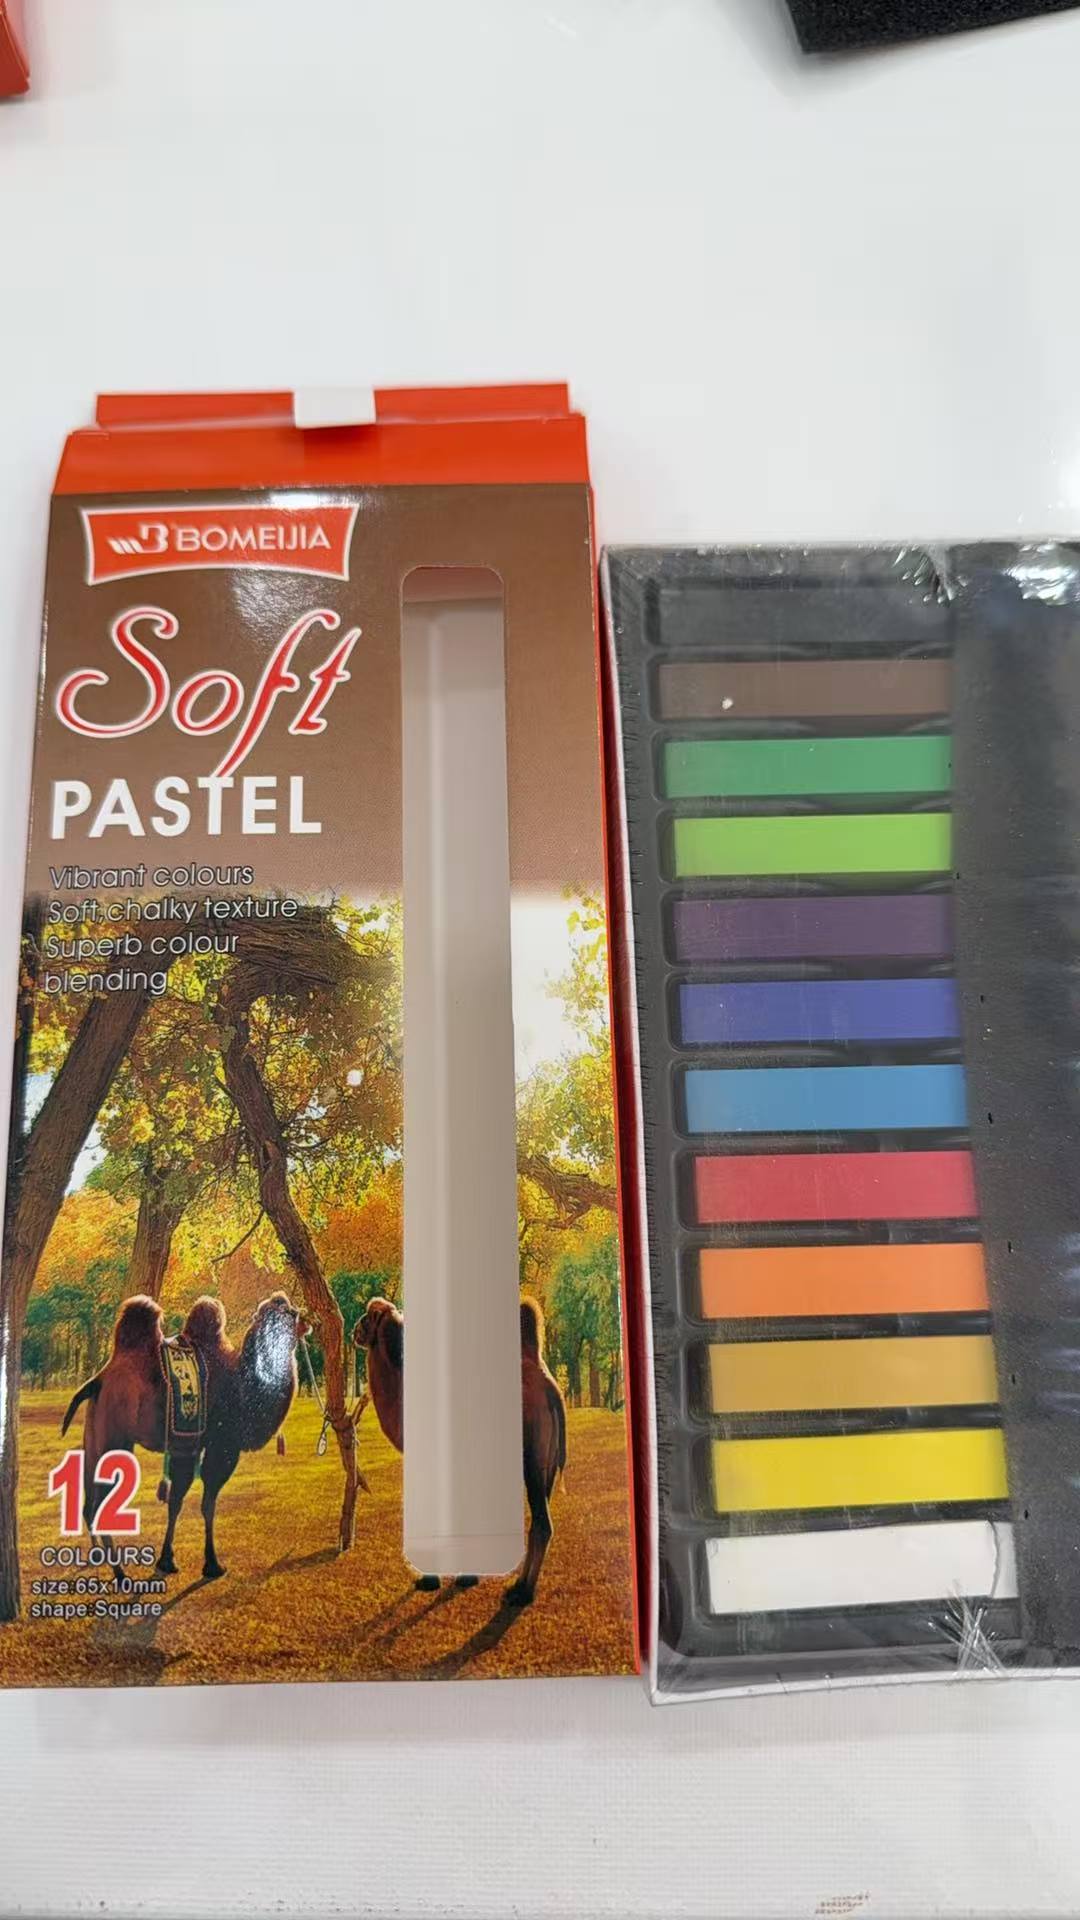 BOMEIJIA
Soft
PASTEL
Vibrant colours
Soft,chalky texture
Superb colour
blending
12
COLOURS
size:65x10mm
shape:Square